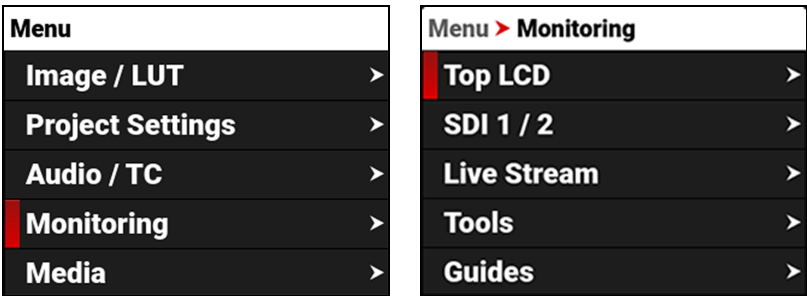 Menu
Image / LUT
Project Settings
Audio / TC
Monitoring
Media
Menu ➤ Monitoring
Top LCD
SDI 1 / 2
Live Stream
Tools
Guides